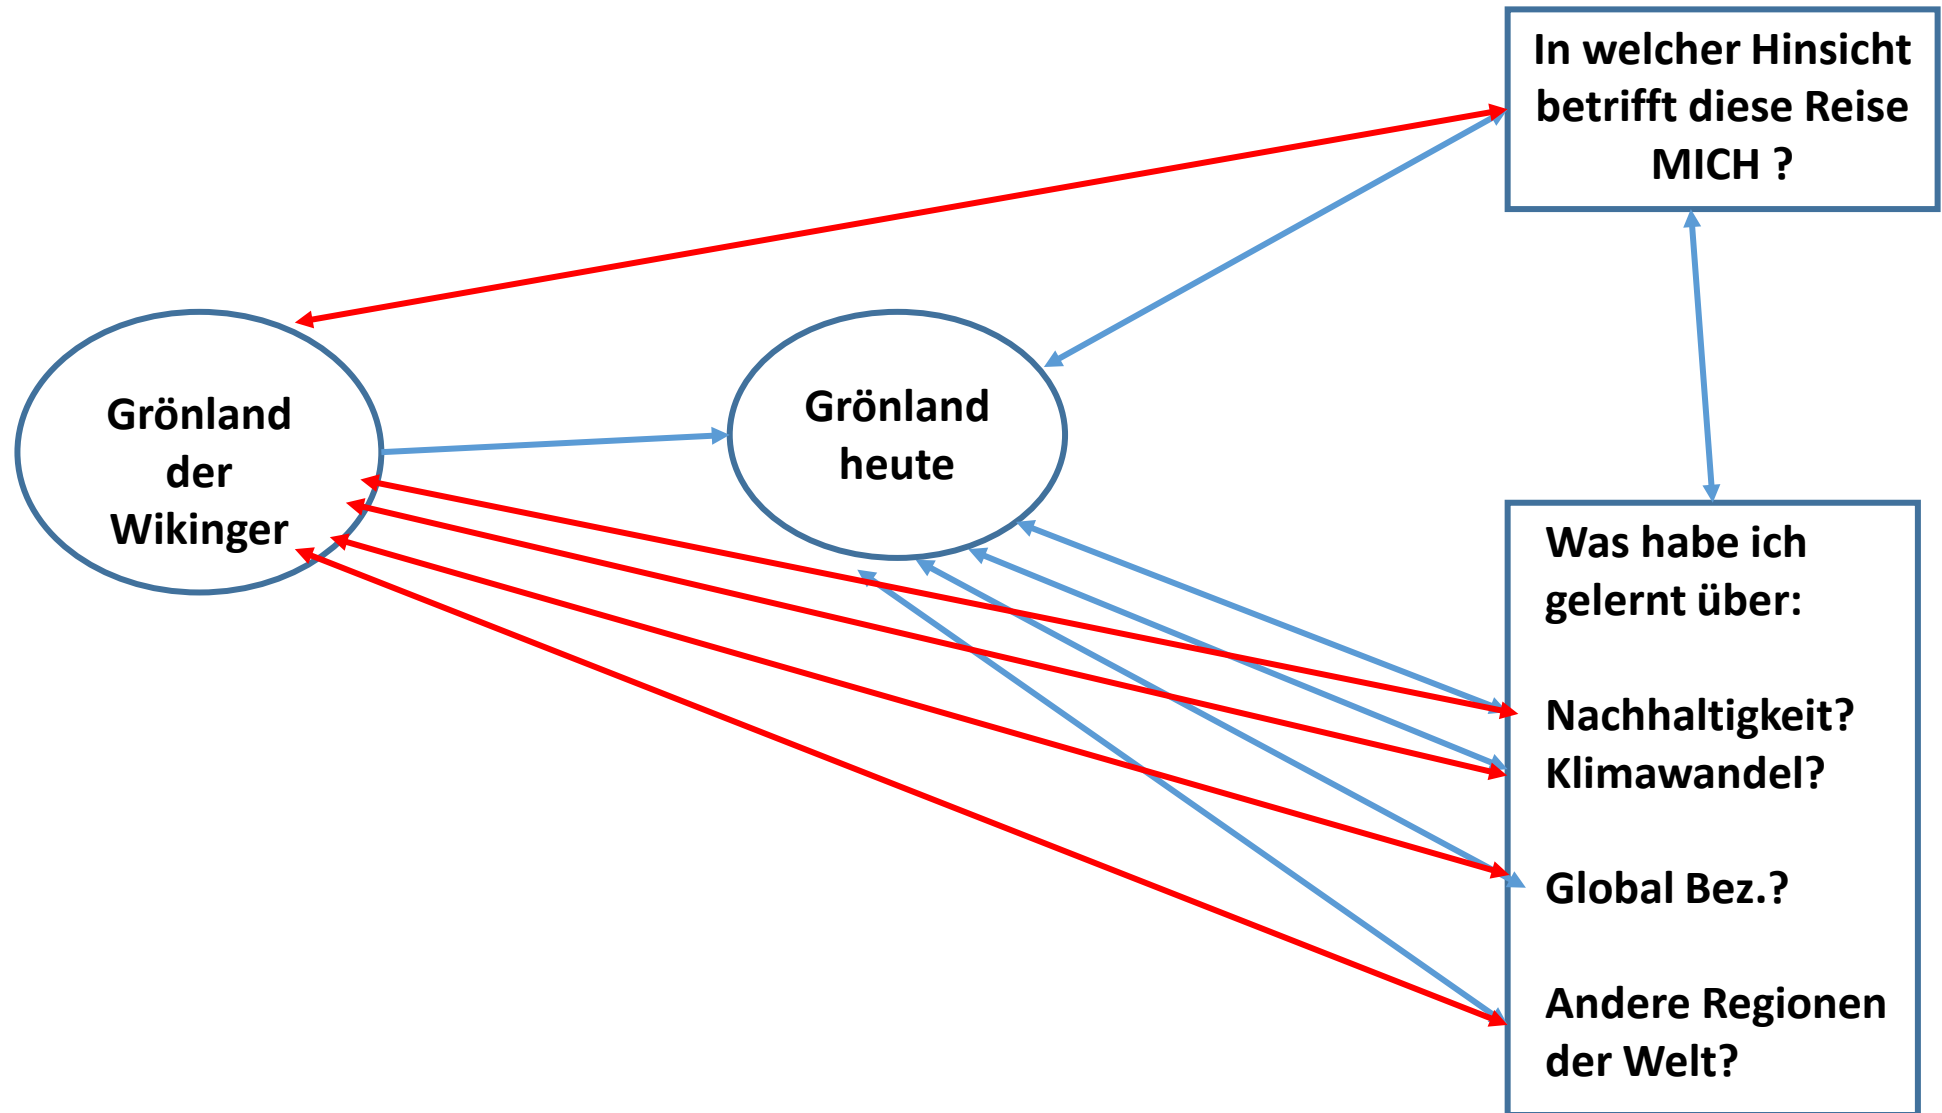 In welcher Hinsicht
betrifft diese Reise
MICH ?
Grönland
der
Wikinger
Grönland
heute
Was habe ich
gelernt über:
Nachhaltigkeit?
Klimawandel?
Global Bez.?
Andere Regionen
der Welt?